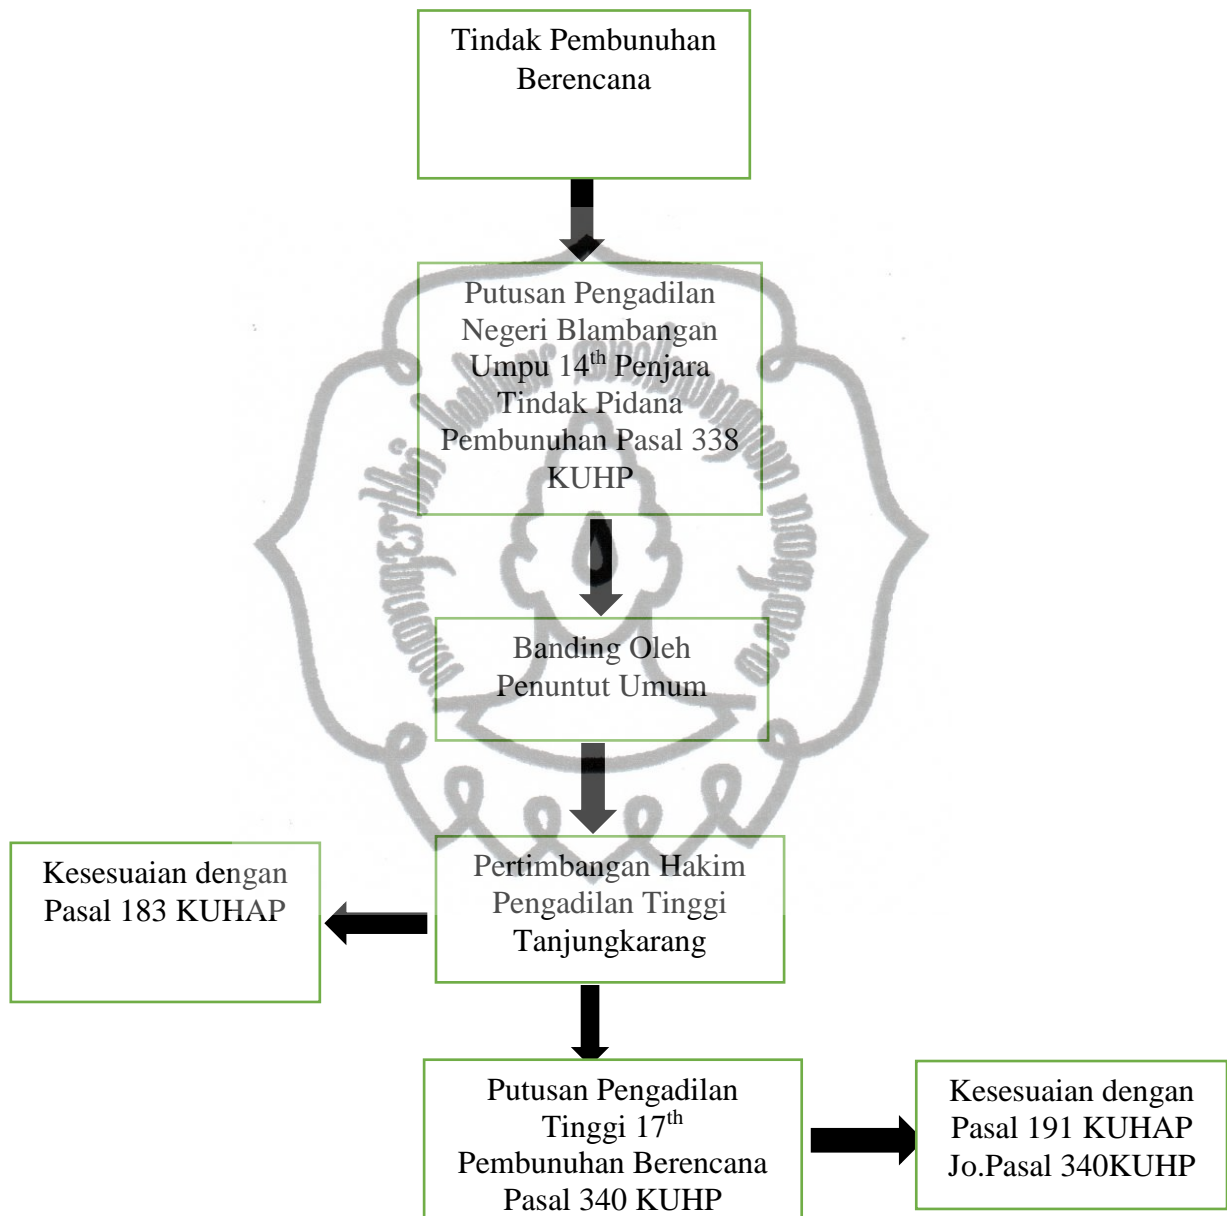 Tindak Pembunuhan
Berencana
Putusan Pengadilan
Negeri Blambangan
Umpu 14th Penjara
Tindak Pidana
Pembunuhan Pasal 338
KUHP
Banding Oleh
Penuntut Umum
Pertimbangan Hakim
Pengadilan Tinggi
Tanjungkarang
Kesesuaian dengan
Pasal 183 KUHAP
Putusan Pengadilan
Tinggi 17th
Pembunuhan Berencana
Pasal 340 KUHP
Kesesuaian dengan
Pasal 191 KUHAP
Jo.Pasal 340KUHP